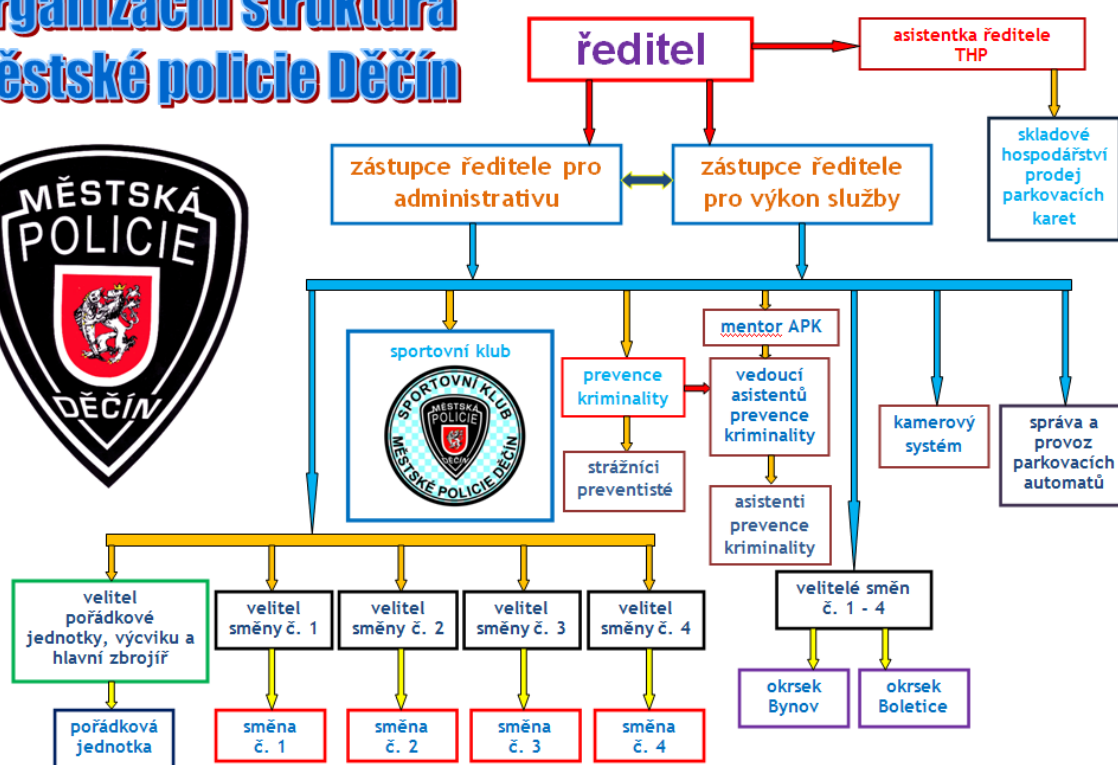 rganizační struktura
ěstské policie Děčín
ředitel
asistentka ředitele
THP
skladové
hospodářství
prodej
parkovacích
karet
zástupce ředitele pro
administrativu
zástupce ředitele
pro výkon služby
MĚSTSKÁ
POLICIE
DĚČÍN
sportovní klub
SPORTOVNÍ KLUB
MĚSTSKÁ
POLICIE
DĚČÍN
MĚSTSKÉ POLICIE DĚČÍN
prevence
kriminality
strážníci
preventisté
mentor APK
vedoucí
asistentů
prevence
kriminality
asistenti
prevence
kriminality
kamerový
systém
správa a
provoz
parkovacích
automatů
velitel
pořádkové
jednotky, výcviku a
hlavní zbrojíř
velitel
směny č. 1
velitel
směny č. 2
velitel
směny č. 3
velitel
směny č. 4
velitelé směn
č. 1 - 4
pořádková
jednotka
směna
č. 1
směna
č. 2
směna
č. 3
směna
č. 4
okrsek
Bynov
okrsek
Boletice